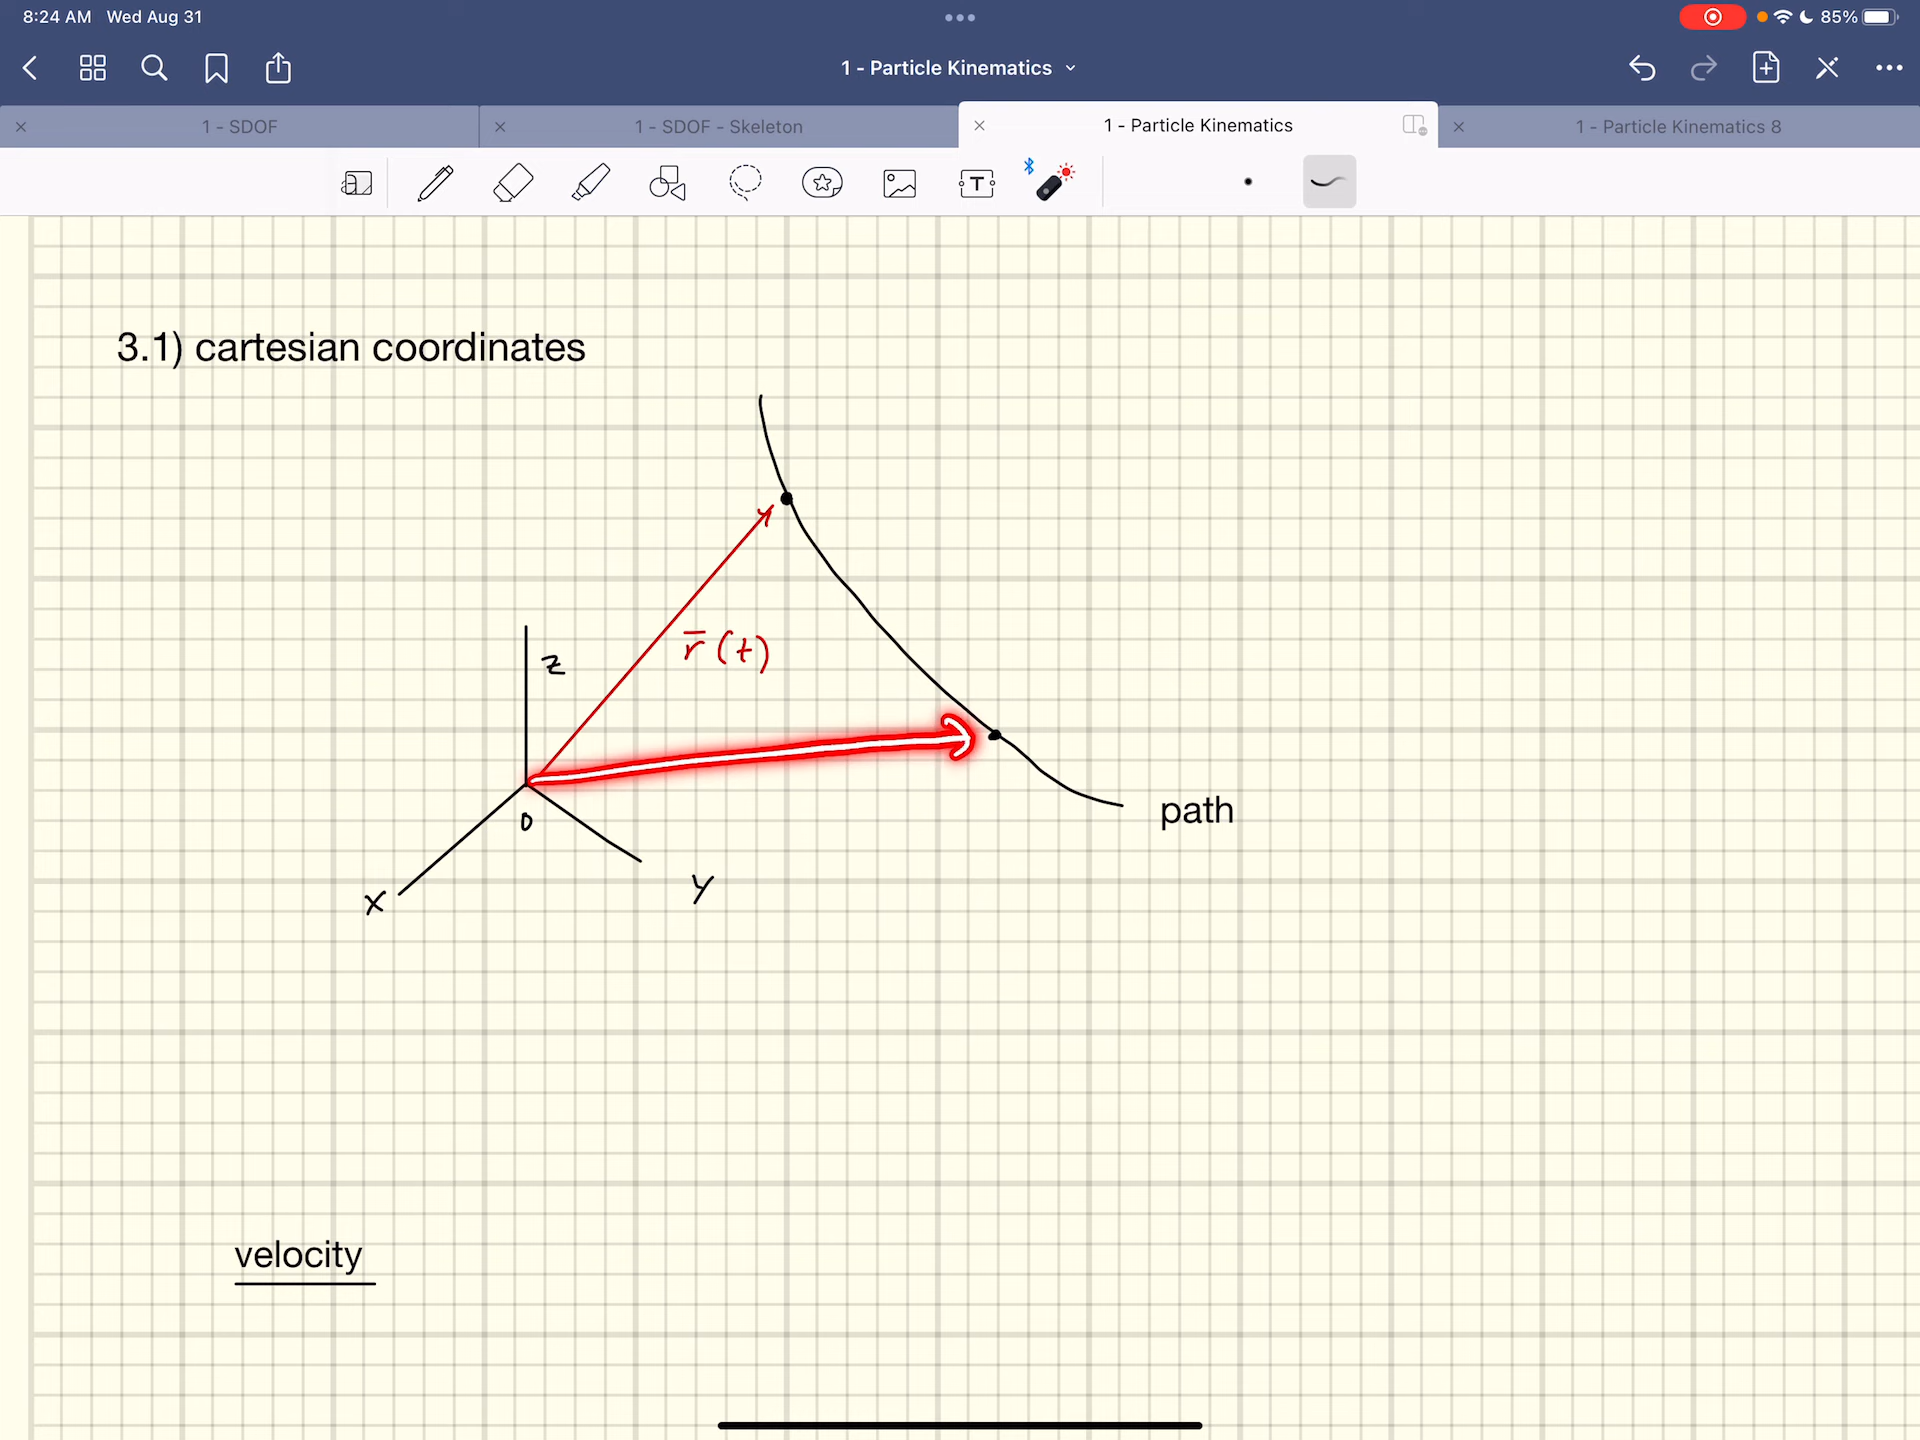 8:24 AM Wed Aug 31
85%
1 - Particle Kinematics
1 - SDOF
1 - SDOF - Skeleton
1 - Particle Kinematics
1 - Particle Kinematics 8
T
3.1) cartesian coordinates
r̅(t)
z
path
0
x
y
velocity